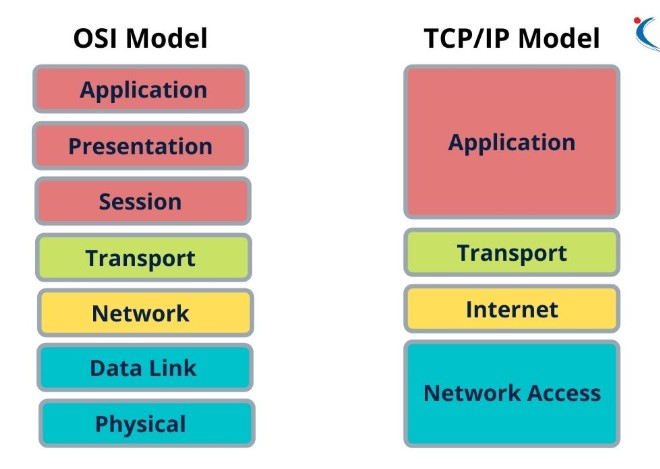 OSI Model
Application
Presentation
Session
Transport
Network
Data Link
Physical
TCP/IP Model
Application
Transport
Internet
Network Access